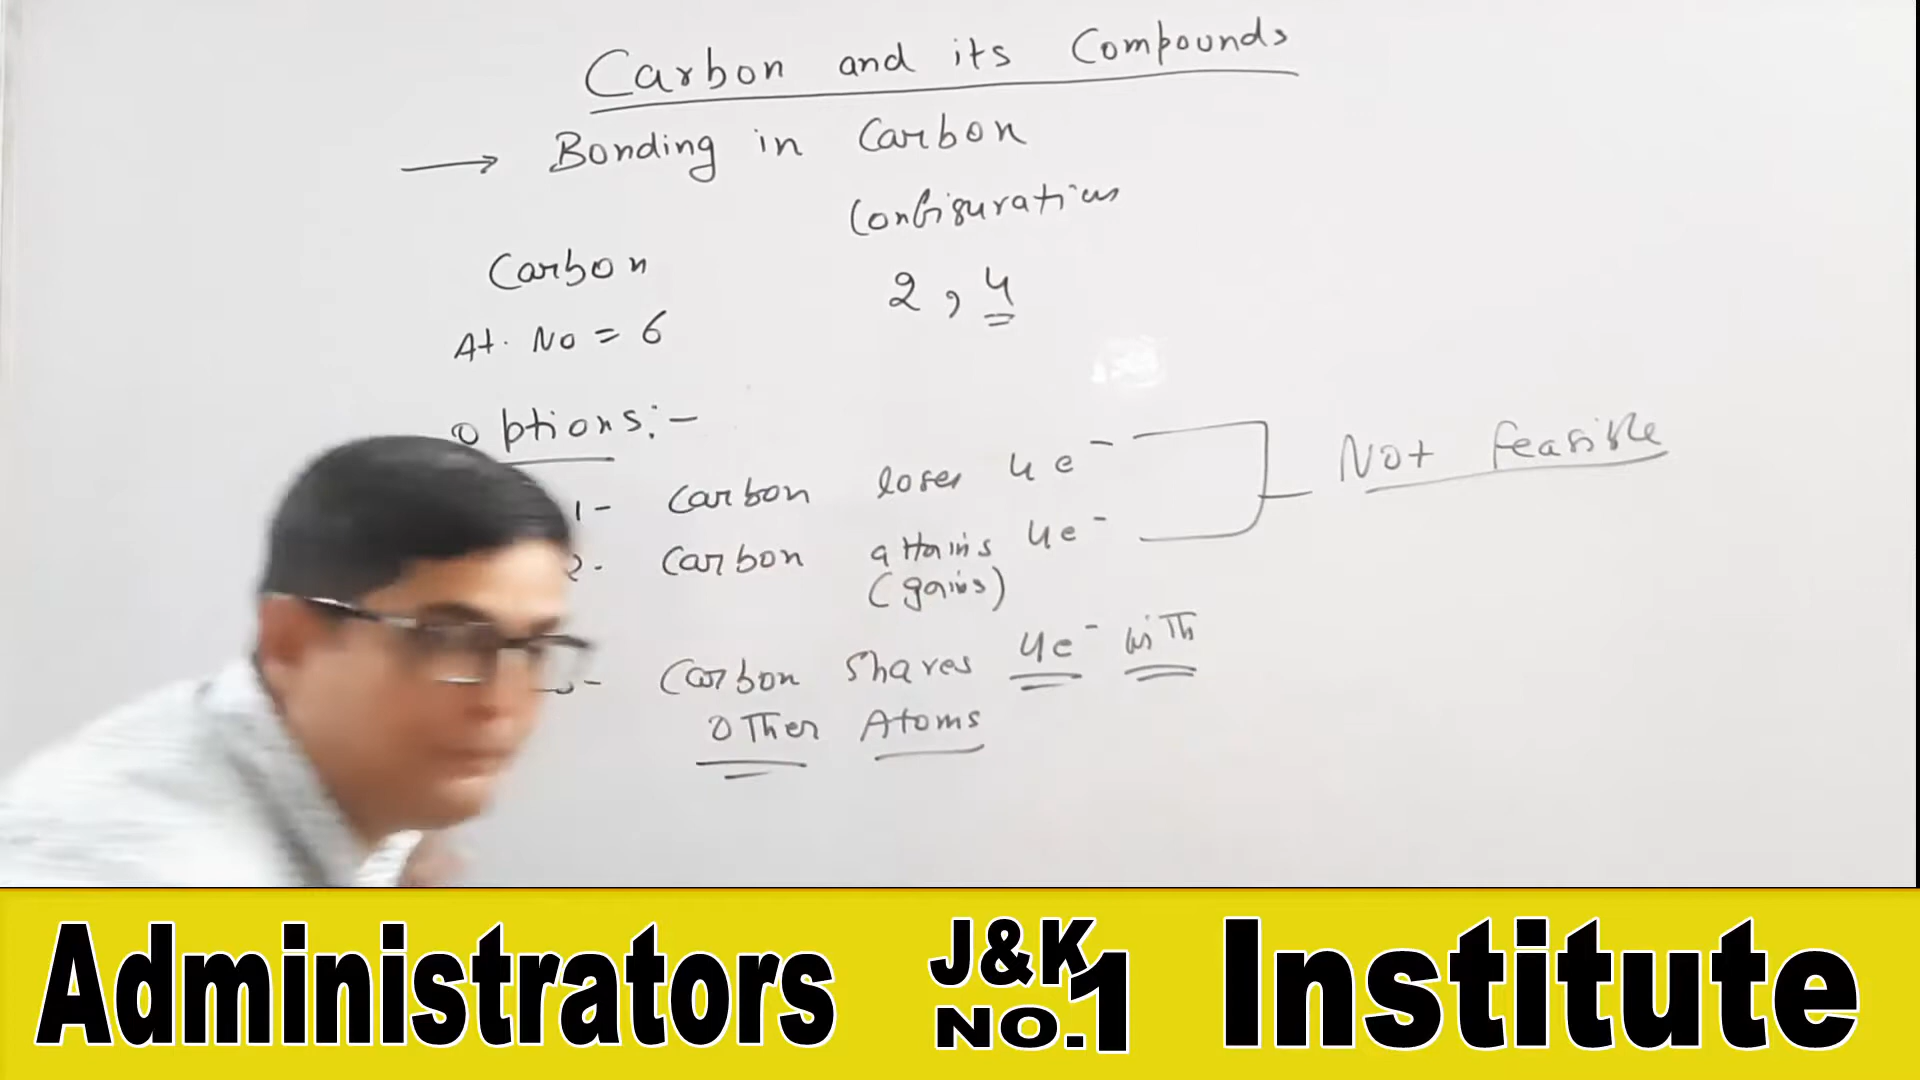 Carbon and its Compounds
→ Bonding in Carbon
Configuration
Carbon
2, 4
At. No = 6
Options:-
1- Carbon loses 4e⁻
Not feasible
2- Carbon attains 4e⁻
(gains)
Carbon shares 4e⁻ with
Other Atoms
Administrators J&K NO.1 Institute